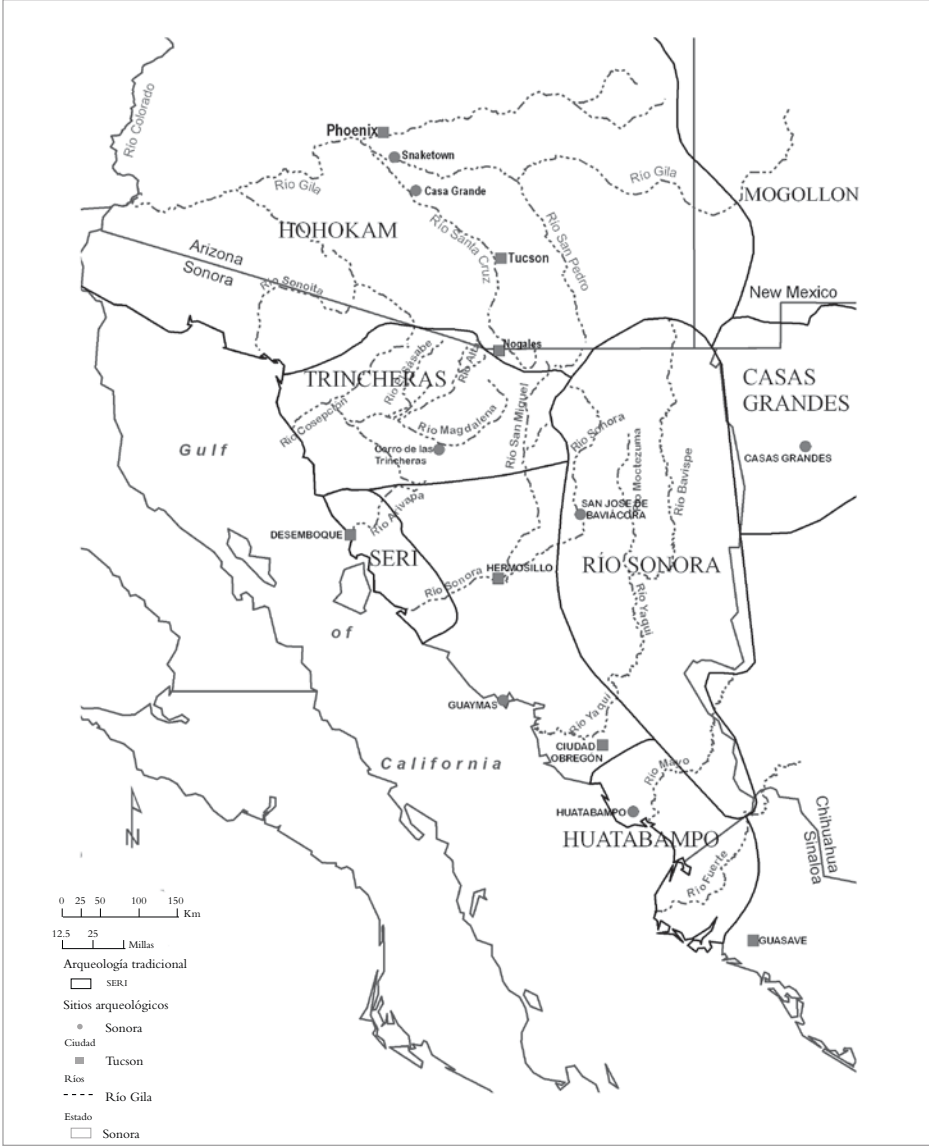 Río Colorado
Phoenix
Snaketown
Río Gila
Casa Grande
Río Gila
MOGOLLON
HOHOKAM
Río Santa Cruz
Río San Pedro
Arizona
Sonora
Tucson
Río Sonoita
New Mexico
Nogales
TRINCHERAS
Río Altar
CASAS
GRANDES
Río Cosepción
Río Magdalena
Río San Miguel
Río Sonora
Río Moctezuma
Río Bavispe
Gulf
Cerro de las
Trincheras
CASAS GRANDES
SAN JOSE DE
BAVIÁCORA
DESEMBOQUE
SERI
HERMOSILLO
RÍO SONORA
Río Sonora
Río Yaqui
of
GUAYMAS
Río Yaqui
CIUDAD
OBREGÓN
California
Río Mayo
HUATABAMPO
HUATABAMPO
Chihuahua
Sinaloa
Río Fuerte
GUASAVE
N
0 25 50 100 150
Km
12.5 25
Millas
Arqueología tradicional
SERI
Sitios arqueológicos
Sonora
Ciudad
Tucson
Ríos
Río Gila
Estado
Sonora